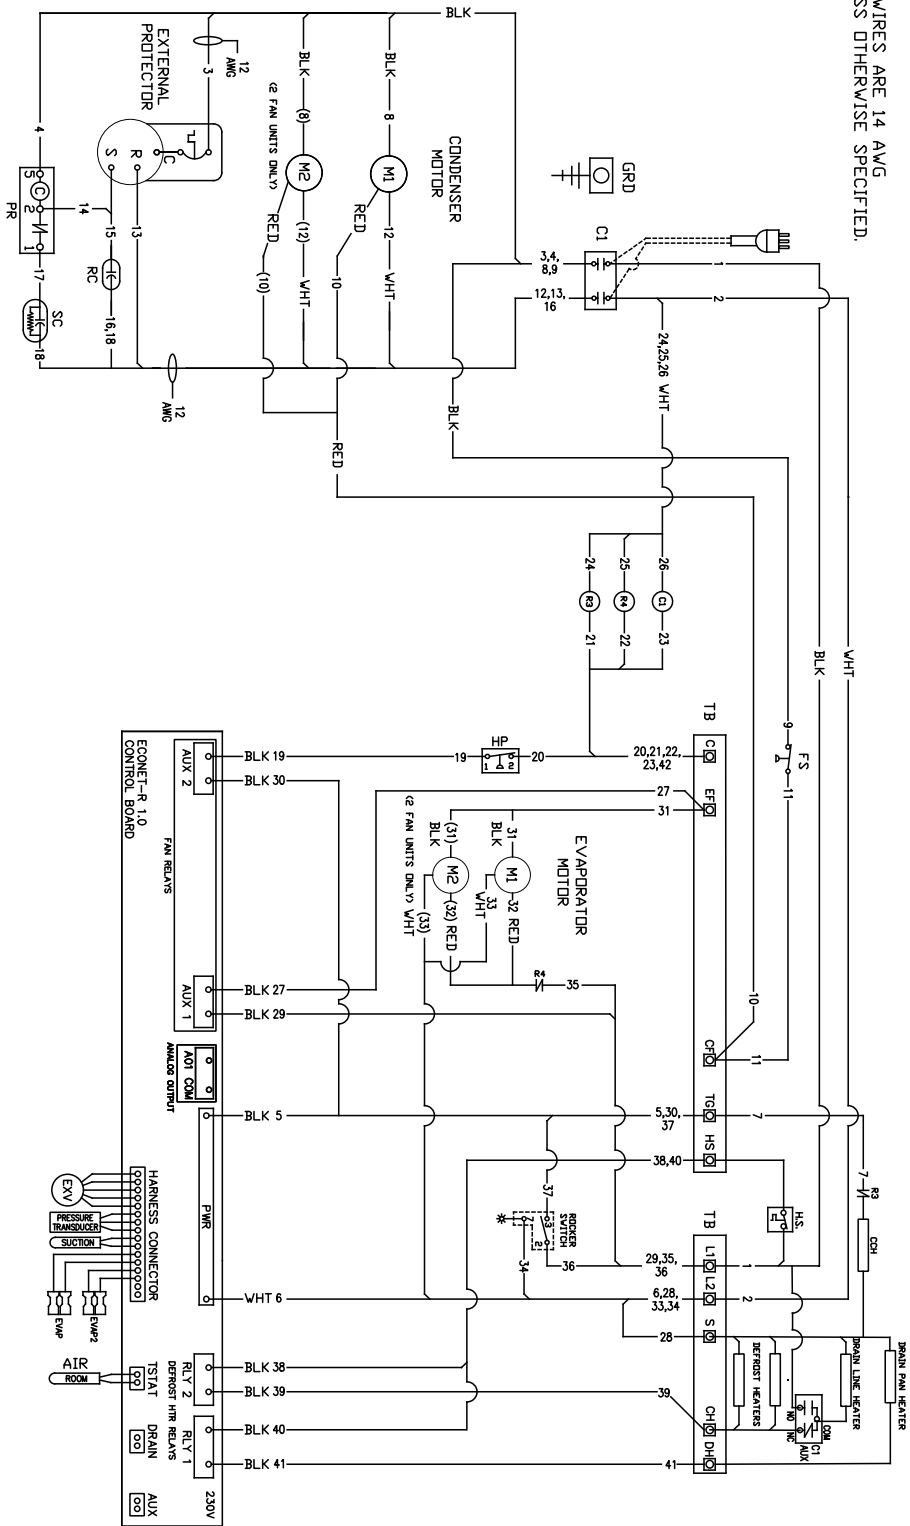 WIRES ARE 14 AWG
SS OTHERWISE SPECIFIED.
BLK
12
AWG
3
EXTERNAL
PROTECTOR
BLK
(8)
(2 FAN UNITS ONLY)
BLK
8
CONDENSER
MOTOR
GRD
4
S
R
C
M2
M1
RED
RED
12
WHT
(12)
WHT
(10)
10
C1
1
2
3,4,
8,9
12,13,
16
5
C
2
1
PR
14
15
13
RC
17
16,18
SC
18
12
AWG
24,25,26 WHT
BLK
RED
24
25
26
R3
R4
C1
21
22
23
BLK
WHT
9
FS
11
TB
C
HP
19
1
2
20
20,21,22,
23,42
EF
27
31
ECONET-R 1.0
CONTROL BOARD
AUX 2
FAN RELAYS
BLK 19
BLK 30
(31)
BLK
31
BLK
(2 FAN UNITS ONLY)
M2
M1
EVAPORATOR
MOTOR
(33)
WHT
(32) RED
33
WHT
32 RED
R4
35
AUX 1
BLK 27
BLK 29
10
CF
11
ANALOG OUTPUT
AO1 COM
BLK 5
TG
5,30,
37
7
HS
38,40
7
R3
CCH
PWR
HARNESS CONNECTOR
EXV
PRESSURE
TRANSDUCER
SUCTION
EVAP
EVAP2
37
3
2
ROCKER
SWITCH
34
36
TB
H.S.
L1
29,35,
36
1
L2
6,28,
33,34
2
S
28
WHT 6
AIR
ROOM
TSTAT
RLY 2
DEFROST HTR RELAYS
BLK 38
BLK 39
39
DEFROST HEATERS
DRAIN LINE HEATER
DRAIN PAN HEATER
CH
NO
NC
COM
C1
AUX
DRAIN
RLY 1
BLK 40
BLK 41
41
DH
41
AUX
230V